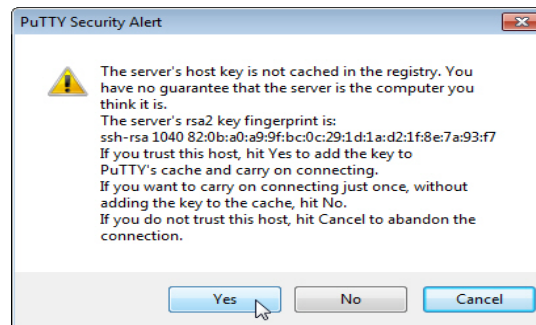 PuTTY Security Alert
The server's host key is not cached in the registry. You
have no guarantee that the server is the computer you
think it is.
The server's rsa2 key fingerprint is:
ssh-rsa 1040 82:0b:a0:a9:9f:bc:0c:29:1d:1a:d2:1f:8e:7a:93:f7
If you trust this host, hit Yes to add the key to
PuTTY's cache and carry on connecting.
If you want to carry on connecting just once, without
adding the key to the cache, hit No.
If you do not trust this host, hit Cancel to abandon the
connection.
Yes No Cancel